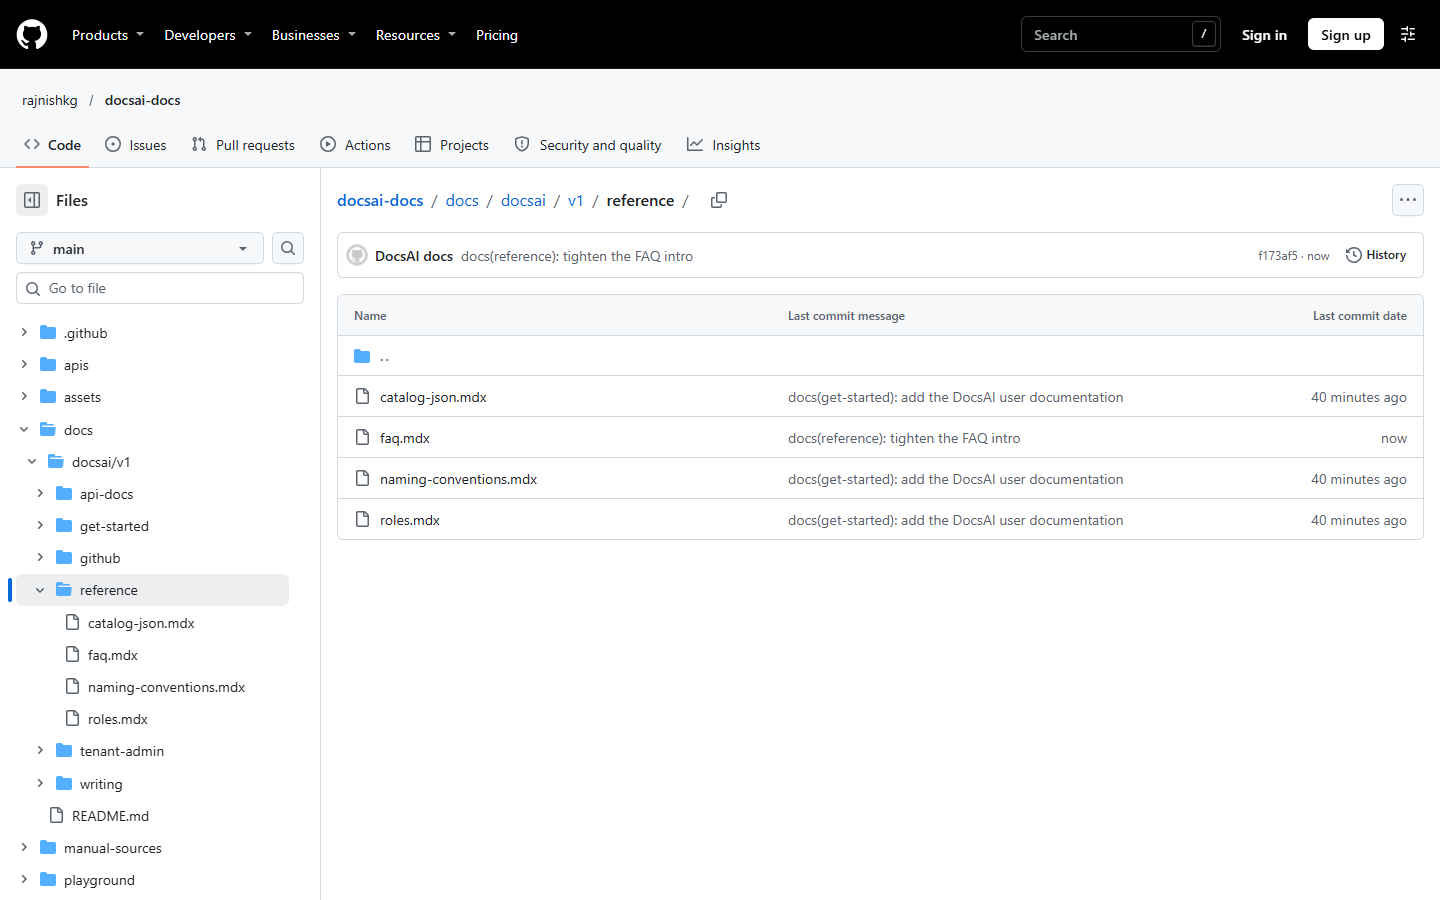 Products
Developers
Businesses
Resources
Pricing
Search
/
Sign in
Sign up
rajnishkg / docsai-docs
Code
Issues
Pull requests
Actions
Projects
Security and quality
Insights
Files
main
Go to file
.github
apis
assets
docs
docsai/v1
api-docs
get-started
github
reference
catalog-json.mdx
faq.mdx
naming-conventions.mdx
roles.mdx
tenant-admin
writing
README.md
manual-sources
playground
docsai-docs / docs / docsai / v1 / reference /
DocsAI docs docs(reference): tighten the FAQ intro f173af5 · now History
Name Last commit message Last commit date
..
catalog-json.mdx docs(get-started): add the DocsAI user documentation 40 minutes ago
faq.mdx docs(reference): tighten the FAQ intro now
naming-conventions.mdx docs(get-started): add the DocsAI user documentation 40 minutes ago
roles.mdx docs(get-started): add the DocsAI user documentation 40 minutes ago